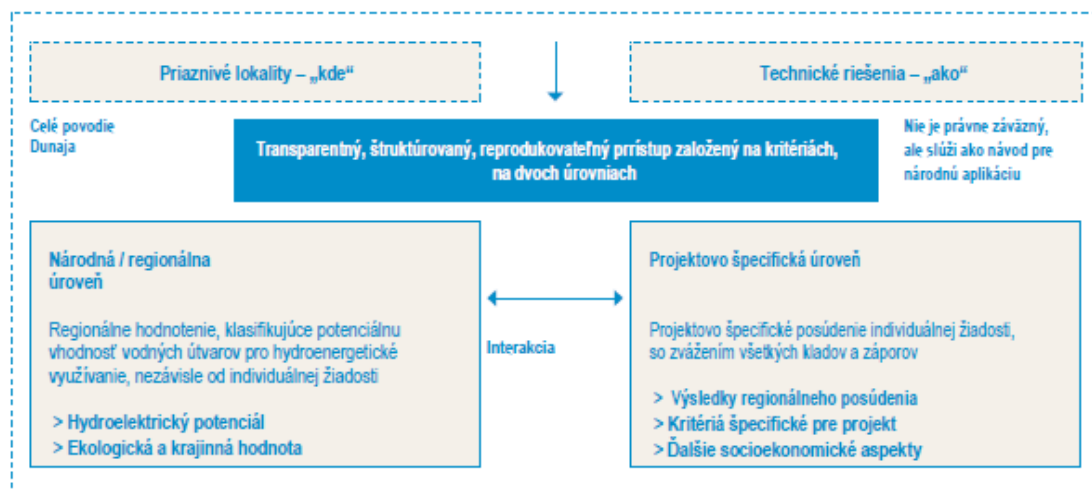 Priaznivé lokality – „kde“
Technické riešenia – „ako“
Celé povodie
Dunaja
Transparentný, štruktúrovaný, reprodukovateľný prrístup založený na kritériách,
na dvoch úrovniach
Nie je právne záväzný,
ale slúži ako návod pre
národnú aplikáciu
Národná / regionálna
úroveň
Regionálne hodnotenie, klasifikujúce potenciálnu
vhodnosť vodných útvarov pro hydroenergetické
využívanie, nezávisle od individuálnej žiadosti
> Hydroelektrický potenciál
> Ekologická a krajinná hodnota
Interakcia
Projektovo špecifická úroveň
Projektovo špecifické posúdenie individuálnej žiadosti,
so zvážením všetkých kladov a záporov
> Výsledky regionálneho posúdenia
> Kritériá špecifické pre projekt
> Ďalšie socioekonomické aspekty